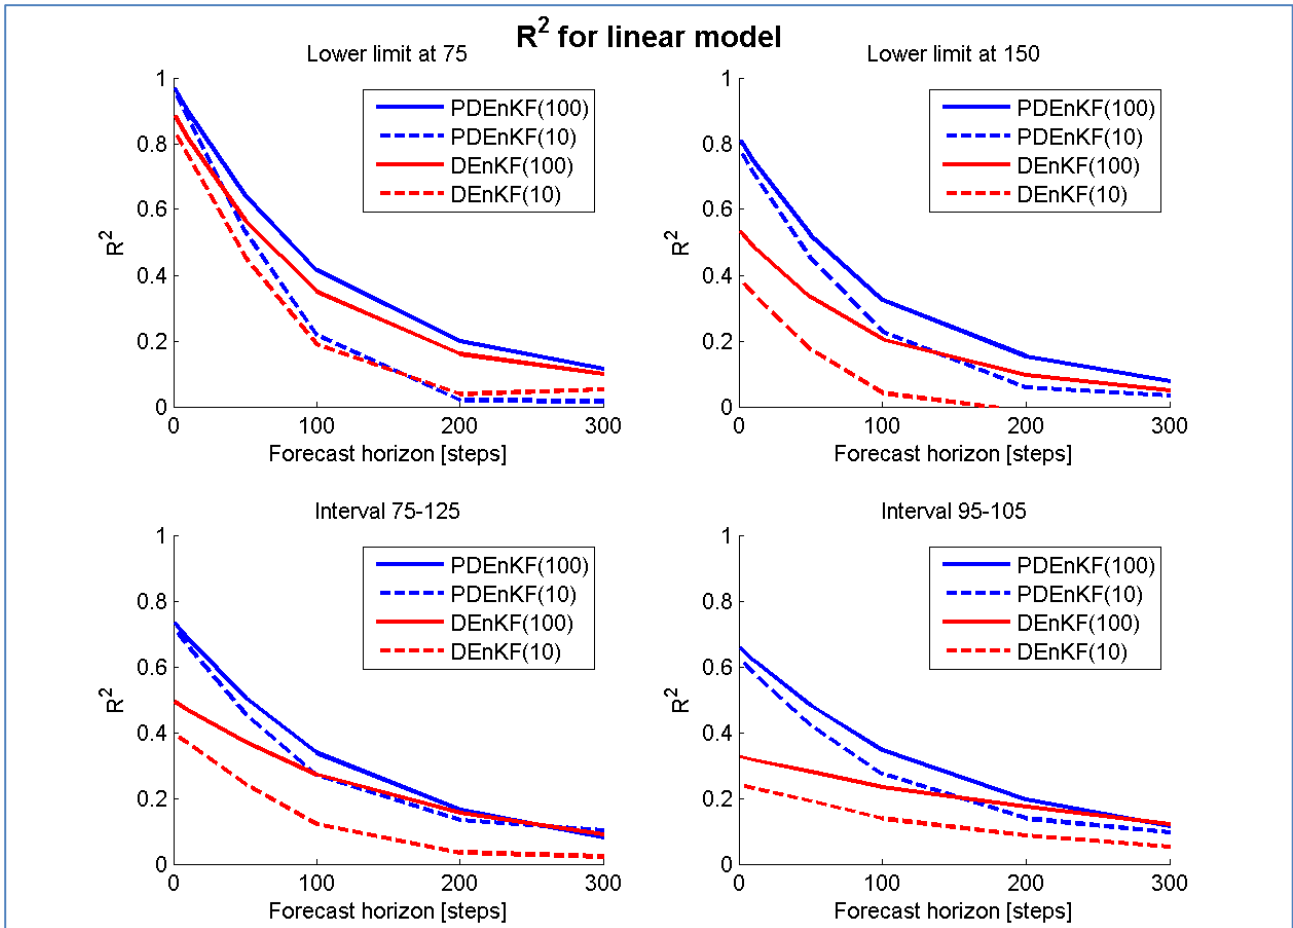 R² for linear model
Lower limit at 75
1
0.8
0.6
0.4
0.2
0
R²
PDEnKF(100)
PDEnKF(10)
DEnKF(100)
DEnKF(10)
0 100 200 300
Forecast horizon [steps]
Lower limit at 150
1
0.8
0.6
0.4
0.2
0
R²
PDEnKF(100)
PDEnKF(10)
DEnKF(100)
DEnKF(10)
0 100 200 300
Forecast horizon [steps]
Interval 75-125
1
0.8
0.6
0.4
0.2
0
R²
PDEnKF(100)
PDEnKF(10)
DEnKF(100)
DEnKF(10)
0 100 200 300
Forecast horizon [steps]
Interval 95-105
1
0.8
0.6
0.4
0.2
0
R²
PDEnKF(100)
PDEnKF(10)
DEnKF(100)
DEnKF(10)
0 100 200 300
Forecast horizon [steps]